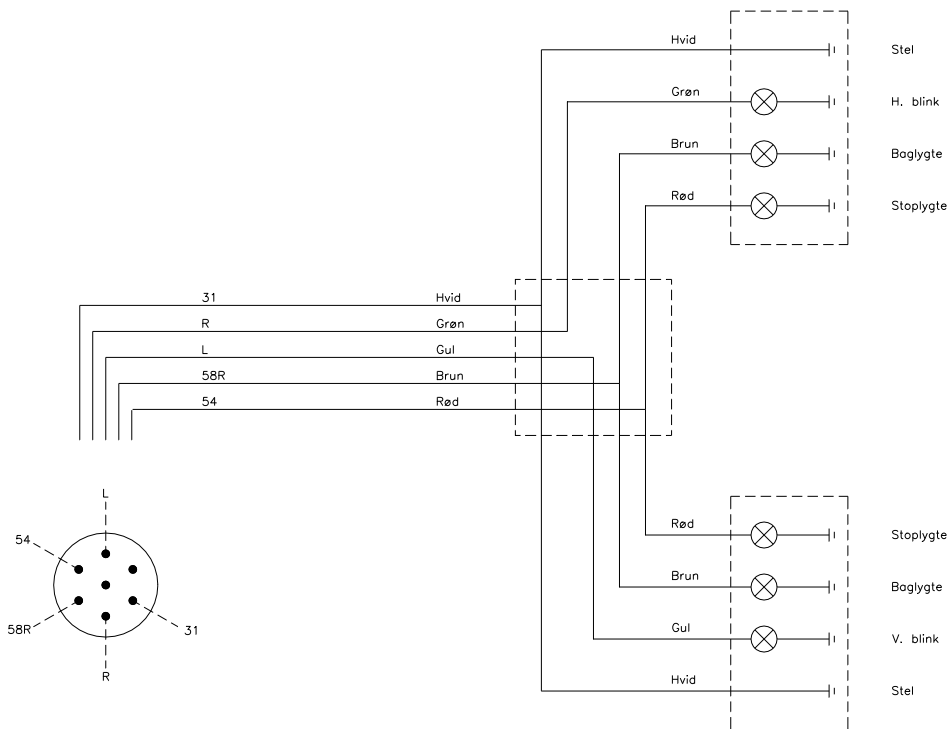 Hvid Stel
Grøn H. blink
Brun Baglygte
Rød Stoplygte
31 Hvid
R Grøn
L Gul
58R Brun
54 Rød
L
54
58R
31
R
Rød Stoplygte
Brun Baglygte
Gul V. blink
Hvid Stel